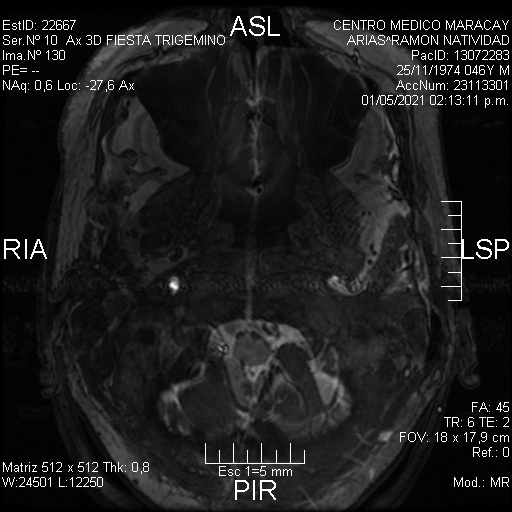 EstID: 22667
Ser.Nº 10 Ax 3D FIESTA TRIGEMINO
Ima.Nº 130
PE= --
NAq: 0,6 Loc: -27,6 Ax
ASL
CENTRO MEDICO MARACAY
ARIAS^RAMON NATIVIDAD
PacID: 13072283
25/11/1974 046Y M
AccNum: 23113301
01/05/2021 02:13:11 p.m.
RIA
LSP
FA: 45
TR: 6 TE: 2
FOV: 18 x 17,9 cm
Ref.: 0
Mod.: MR
Matriz 512 x 512 Thk: 0,8
W:24501 L:12250
Esc 1=5 mm
PIR